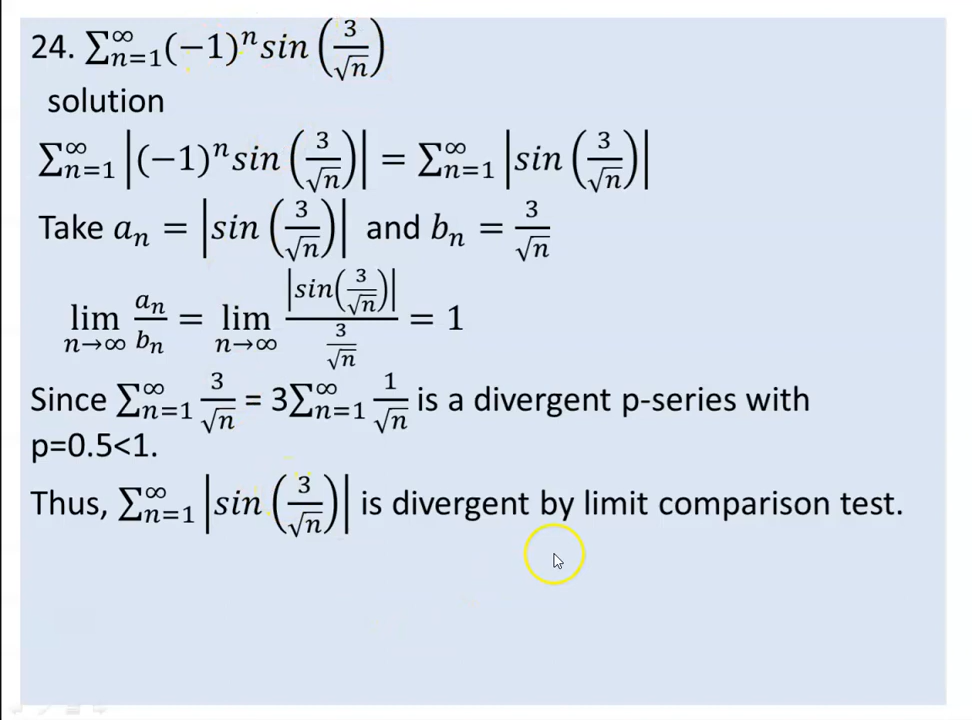 24. ∑_{n=1}^{∞}(−1)^n sin(3/√n)
solution
∑_{n=1}^{∞}|(−1)^n sin(3/√n)| = ∑_{n=1}^{∞}|sin(3/√n)|
Take a_n = |sin(3/√n)| and b_n = 3/√n
lim_{n→∞} a_n/b_n = lim_{n→∞} |sin(3/√n)|/(3/√n) = 1
Since ∑_{n=1}^{∞} 3/√n = 3∑_{n=1}^{∞} 1/√n is a divergent p-series with
p=0.5<1.
Thus, ∑_{n=1}^{∞}|sin(3/√n)| is divergent by limit comparison test.